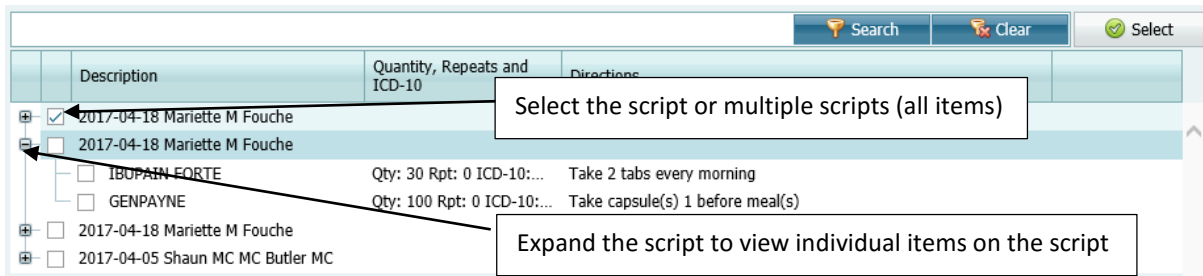 Search Clear Select
Description Quantity, Repeats and ICD-10 Directions
Select the script or multiple scripts (all items)
2017-04-18 Mariette M Fouche
2017-04-18 Mariette M Fouche
IBUPAIN FORTE Qty: 30 Rpt: 0 ICD-10:... Take 2 tabs every morning
GENPAYNE Qty: 100 Rpt: 0 ICD-10:... Take capsule(s) 1 before meal(s)
2017-04-18 Mariette M Fouche
Expand the script to view individual items on the script
2017-04-05 Shaun MC MC Butler MC